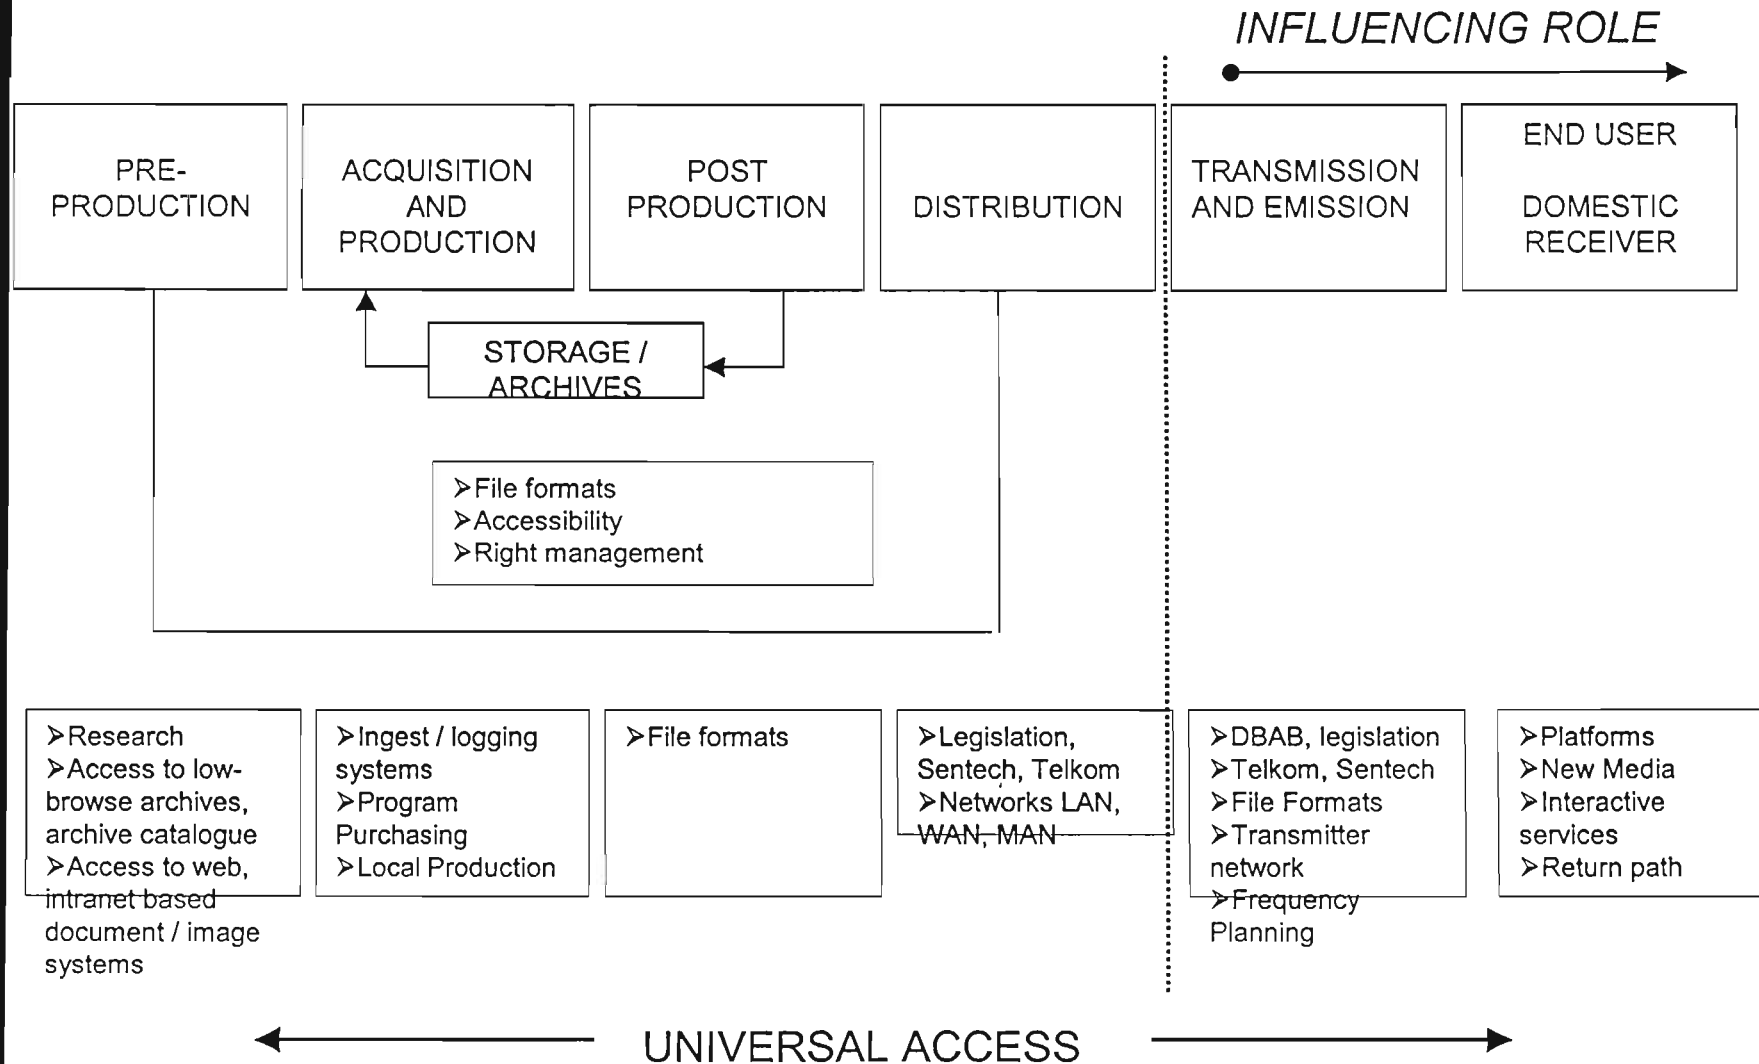 INFLUENCING ROLE
PRE-
PRODUCTION
ACQUISITION
AND
PRODUCTION
POST
PRODUCTION
DISTRIBUTION
TRANSMISSION
AND EMISSION
END USER
DOMESTIC
RECEIVER
STORAGE /
ARCHIVES
➢File formats
➢Accessibility
➢Right management
➢Research
➢Access to low-
browse archives,
archive catalogue
➢Access to web,
intranet based
document / image
systems
➢Ingest / logging
systems
➢Program
Purchasing
➢Local Production
➢File formats
➢Legislation,
Sentech, Telkom
➢Networks LAN,
WAN, MAN
➢DBAB, legislation
➢Telkom, Sentech
➢File Formats
➢Transmitter
network
➢Frequency
Planning
➢Platforms
➢New Media
➢Interactive
services
➢Return path
UNIVERSAL ACCESS